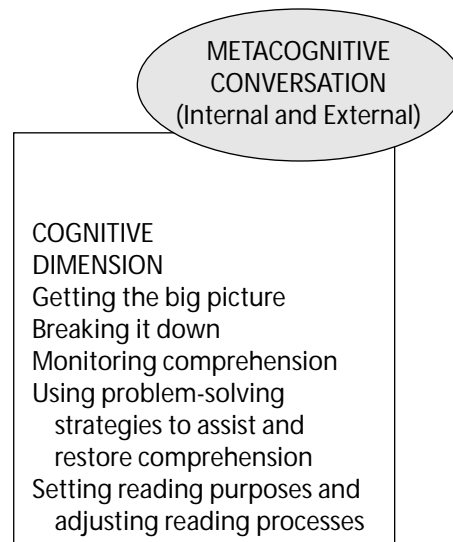 METACOGNITIVE
CONVERSATION
(Internal and External)
COGNITIVE
DIMENSION
Getting the big picture
Breaking it down
Monitoring comprehension
Using problem-solving
strategies to assist and
restore comprehension
Setting reading purposes and
adjusting reading processes